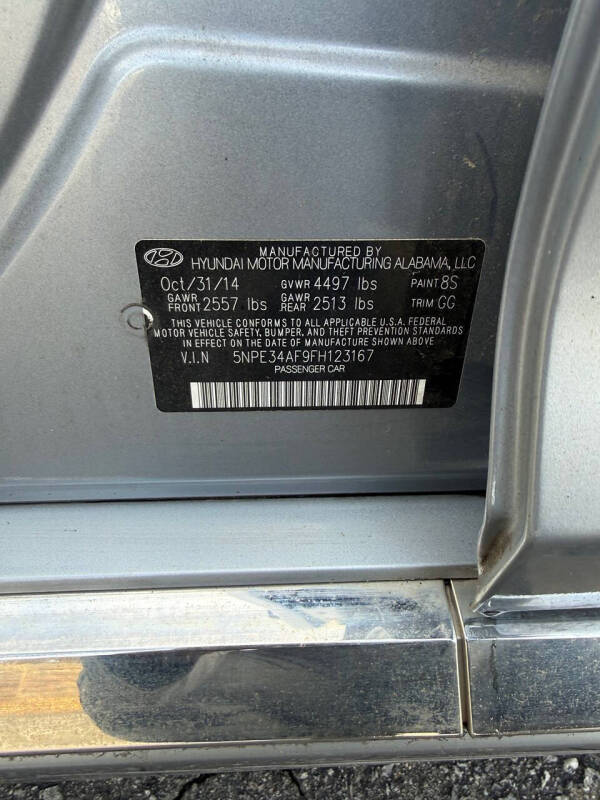 MANUFACTURED BY
HYUNDAI MOTOR MANUFACTURING ALABAMA, LLC
Oct/31/14 GVWR 4497 lbs PAINT 8S
GAWR FRONT 2557 lbs GAWR REAR 2513 lbs TRIM GG
THIS VEHICLE CONFORMS TO ALL APPLICABLE U.S.A. FEDERAL
MOTOR VEHICLE SAFETY, BUMPER, AND THEFT PREVENTION STANDARDS
IN EFFECT ON THE DATE OF MANUFACTURE SHOWN ABOVE
V.I.N 5NPE34AF9FH123167
PASSENGER CAR